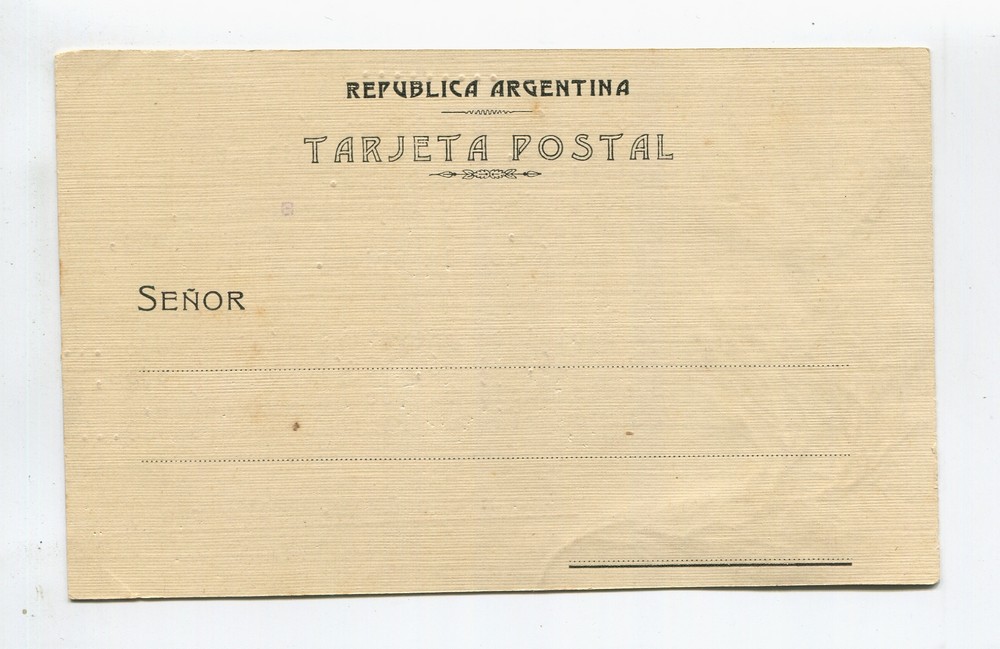 REPUBLICA ARGENTINA
TARJETA POSTAL
SEÑOR